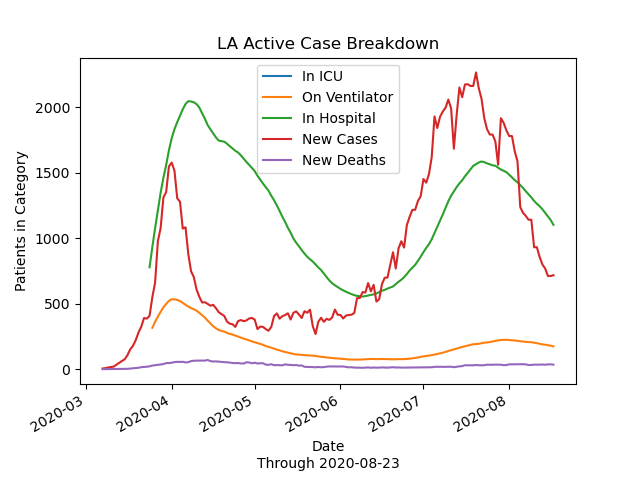 LA Active Case Breakdown
In ICU
On Ventilator
In Hospital
New Cases
New Deaths
Patients in Category
2000
1500
1000
500
0
2020-03
2020-04
2020-05
2020-06
2020-07
2020-08
Date
Through 2020-08-23